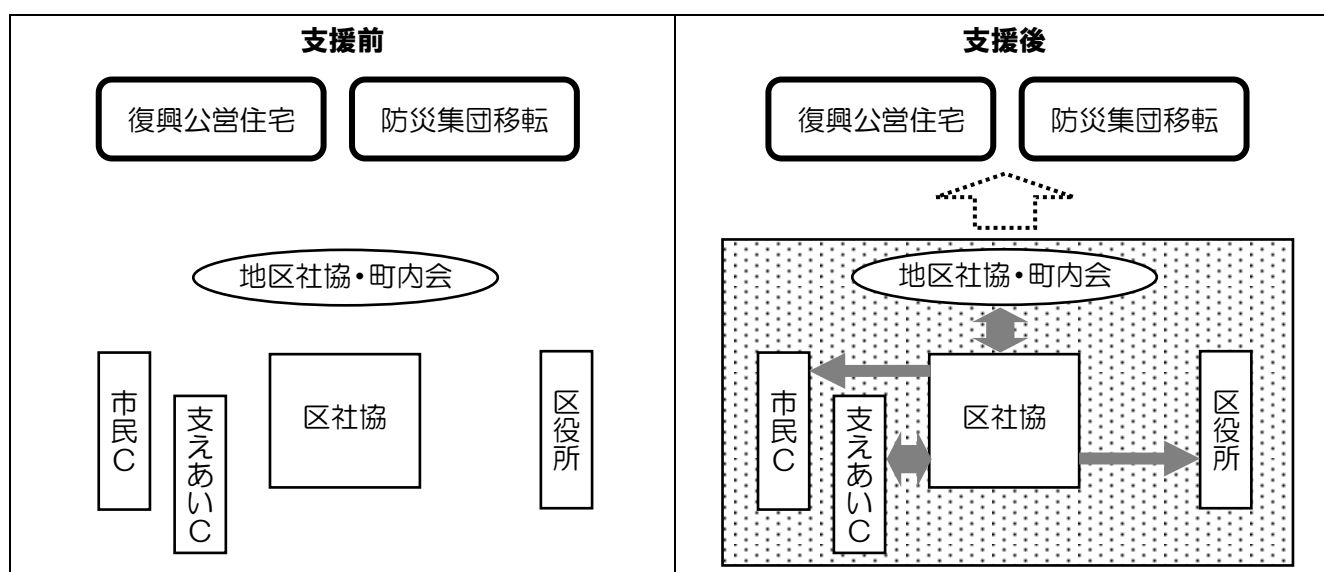 支援前
復興公営住宅
防災集団移転
地区社協・町内会
市民C
支えあいC
区社協
区役所
支援後
復興公営住宅
防災集団移転
地区社協・町内会
市民C
支えあいC
区社協
区役所